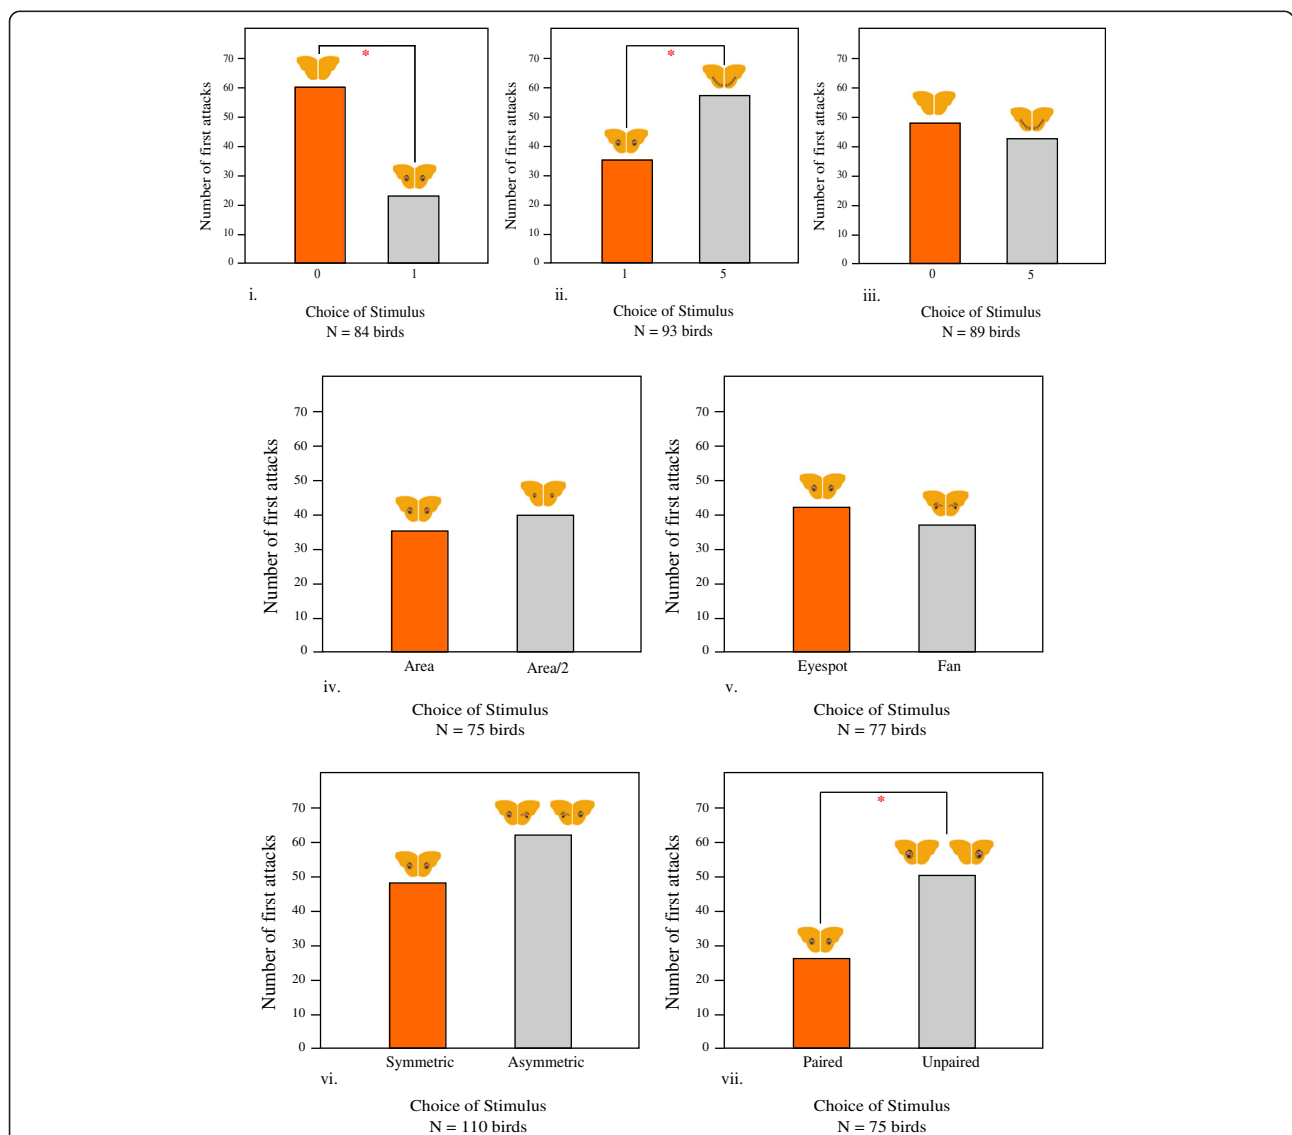 Number of first attacks
70
60
50
40
30
20
10
0
*
0 1
i.
Choice of Stimulus
N = 84 birds
Number of first attacks
70
60
50
40
30
20
10
0
*
1 5
ii.
Choice of Stimulus
N = 93 birds
Number of first attacks
70
60
50
40
30
20
10
0
0 5
iii.
Choice of Stimulus
N = 89 birds
Number of first attacks
70
60
50
40
30
20
10
0
Area Area/2
iv.
Choice of Stimulus
N = 75 birds
Number of first attacks
70
60
50
40
30
20
10
0
Eyespot Fan
v.
Choice of Stimulus
N = 77 birds
Number of first attacks
70
60
50
40
30
20
10
0
Symmetric Asymmetric
vi.
Choice of Stimulus
N = 110 birds
Number of first attacks
70
60
50
40
30
20
10
0
*
Paired Unpaired
vii.
Choice of Stimulus
N = 75 birds